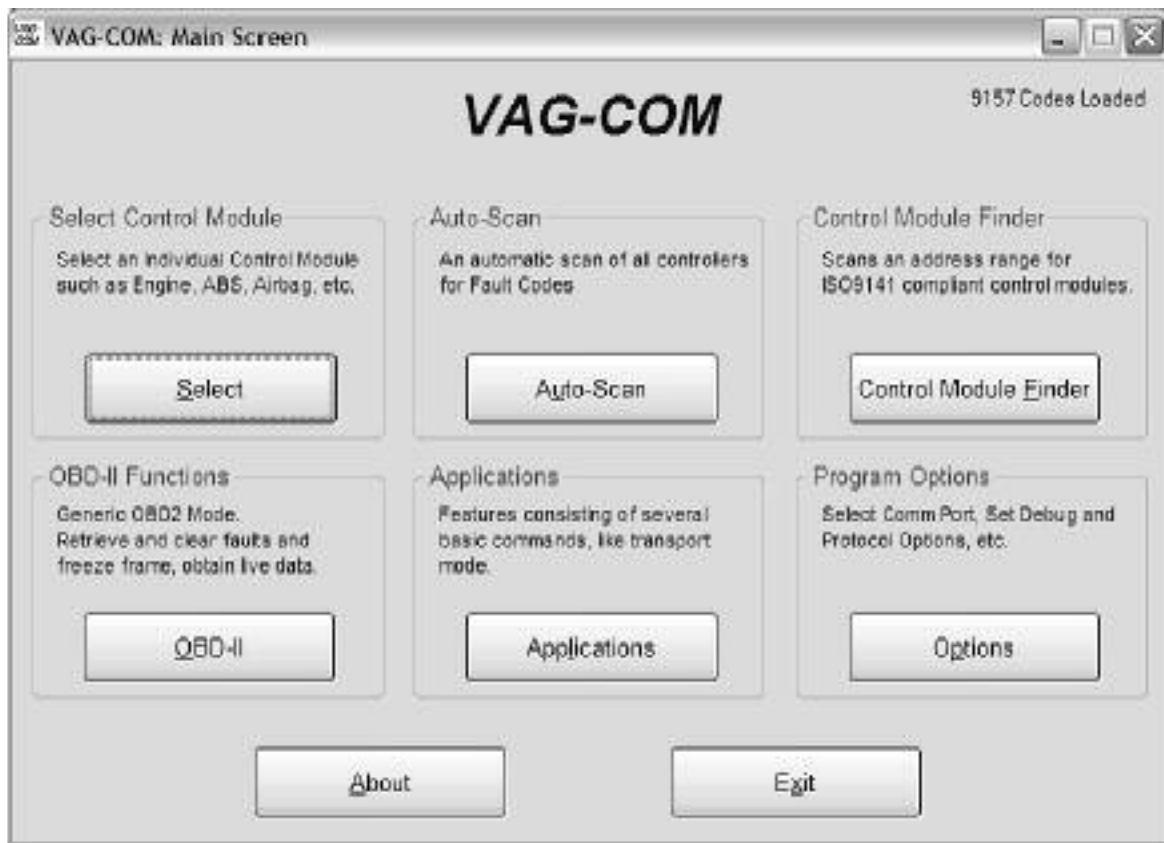 VAG-COM: Main Screen
VAG-COM
9157 Codes Loaded
Select Control Module
Select an individual Control Module
such as Engine, ABS, Airbag, etc.
Select
Auto-Scan
An automatic scan of all controllers
for Fault Codes
Auto-Scan
Control Module Finder
Scans an address range for
ISO9141 compliant control modules.
Control Module Finder
OBD-II Functions
Generic OBD2 Mode.
Retrieve and clear faults and
freeze frame, obtain live data.
OBD-II
Applications
Features consisting of several
basic commands, like transport
mode.
Applications
Program Options
Select Comm Port, Set Debug and
Protocol Options, etc.
Options
About
Exit